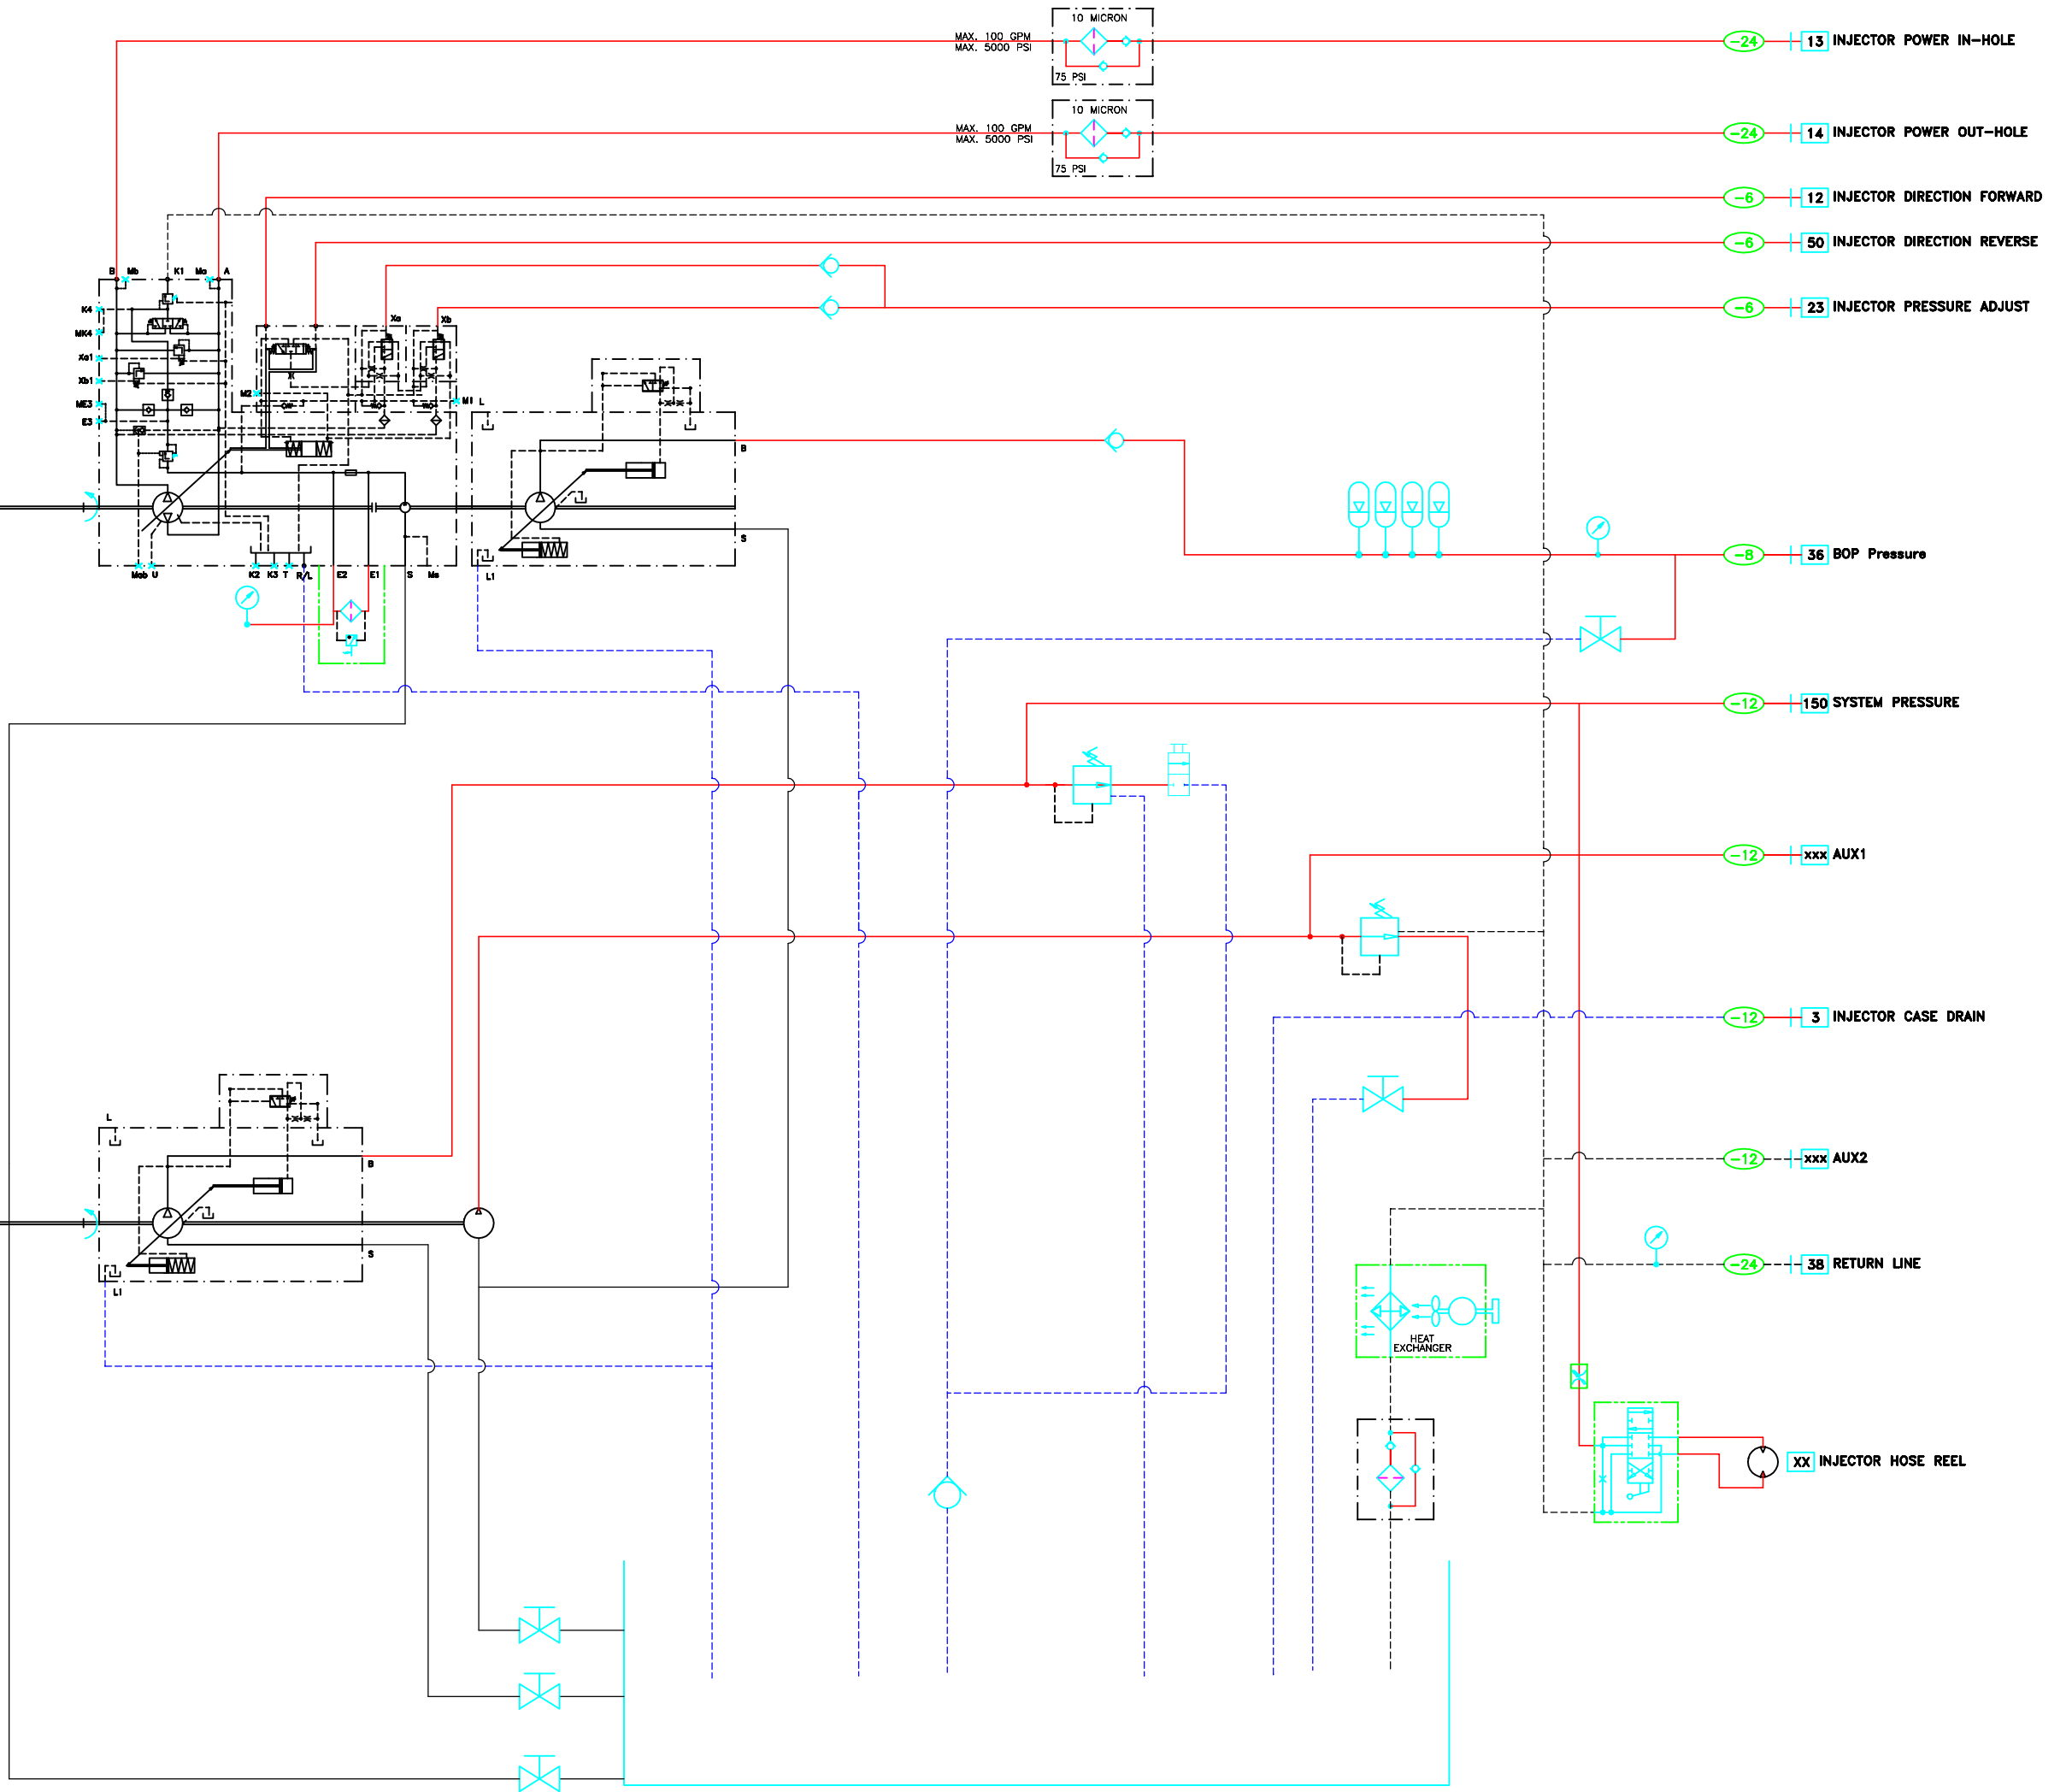 10 MICRON
MAX. 100 GPM
MAX. 5000 PSI
75 PSI
-24
13
INJECTOR POWER IN-HOLE
10 MICRON
MAX. 100 GPM
MAX. 5000 PSI
75 PSI
-24
14
INJECTOR POWER OUT-HOLE
-6
12
INJECTOR DIRECTION FORWARD
-6
50
INJECTOR DIRECTION REVERSE
B
Mb
K1
Ma
A
-6
23
INJECTOR PRESSURE ADJUST
K4
MK4
Xa
Xb
Xa1
Xb1
ME3
E3
M2
M1
L
B
S
L1
Mab
U
K2
K3
T
R/L
E2
E1
S
Ms
-8
36
BOP Pressure
-12
150
SYSTEM PRESSURE
-12
xxx
AUX1
-12
3
INJECTOR CASE DRAIN
L
B
S
L1
-12
xxx
AUX2
-24
38
RETURN LINE
HEAT
EXCHANGER
XX
INJECTOR HOSE REEL